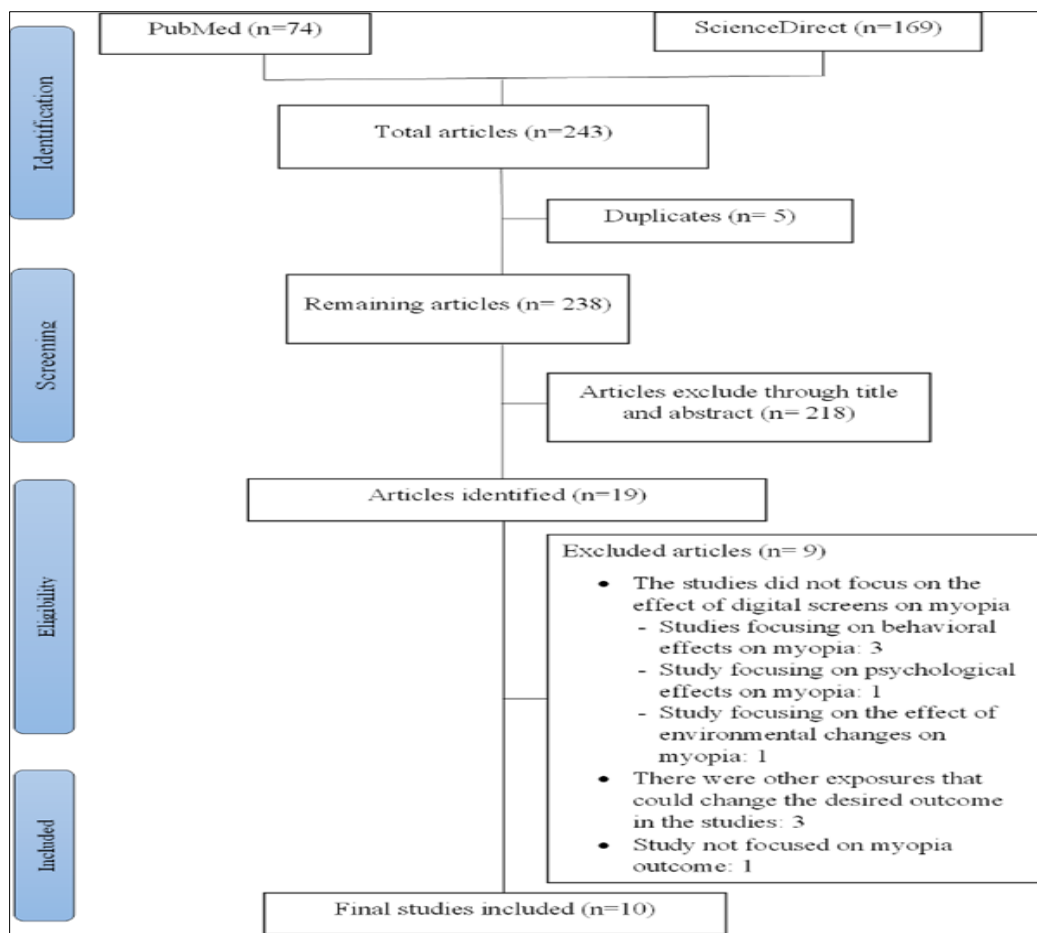 PubMed (n=74)
ScienceDirect (n=169)
Identification
Total articles (n=243)
Duplicates (n= 5)
Screening
Remaining articles (n= 238)
Articles exclude through title
and abstract (n= 218)
Eligibility
Articles identified (n=19)
Excluded articles (n= 9)
• The studies did not focus on the
effect of digital screens on myopia
- Studies focusing on behavioral
effects on myopia: 3
- Study focusing on psychological
effects on myopia: 1
- Study focusing on the effect of
environmental changes on
myopia: 1
• There were other exposures that
could change the desired outcome
in the studies: 3
• Study not focused on myopia
outcome: 1
Included
Final studies included (n=10)